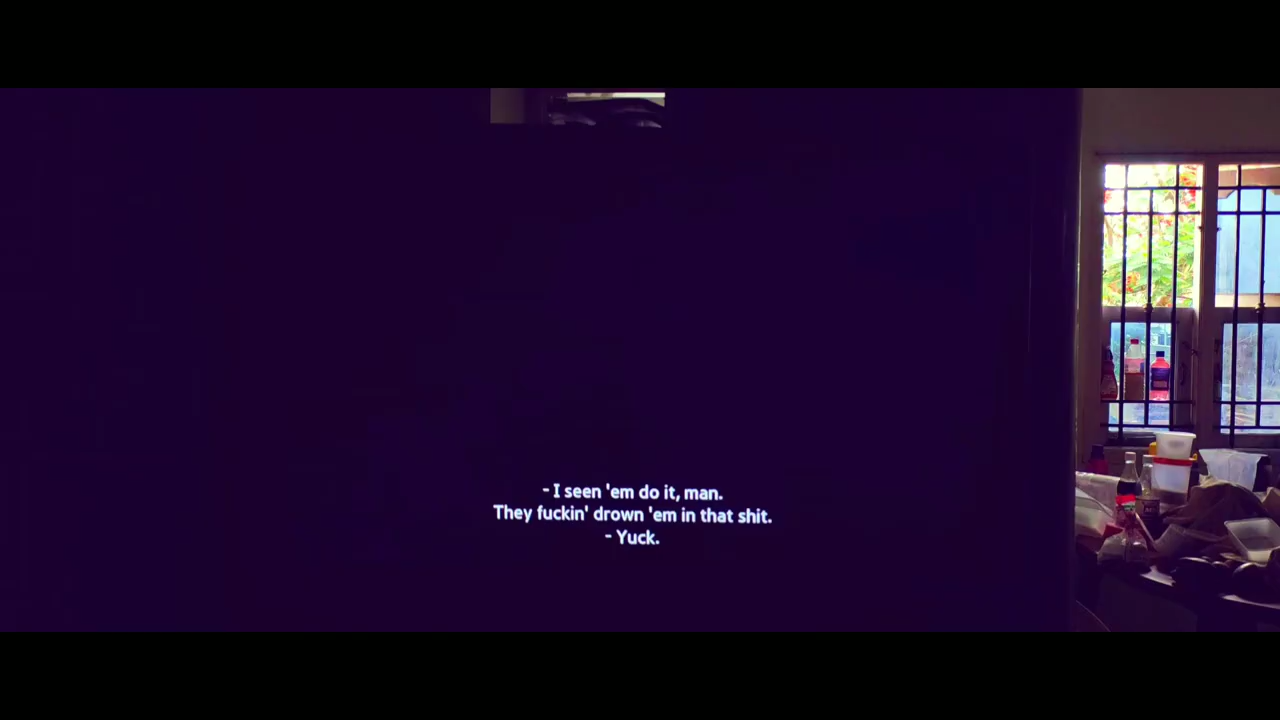 - I seen 'em do it, man.
They fuckin' drown 'em in that shit.
- Yuck.